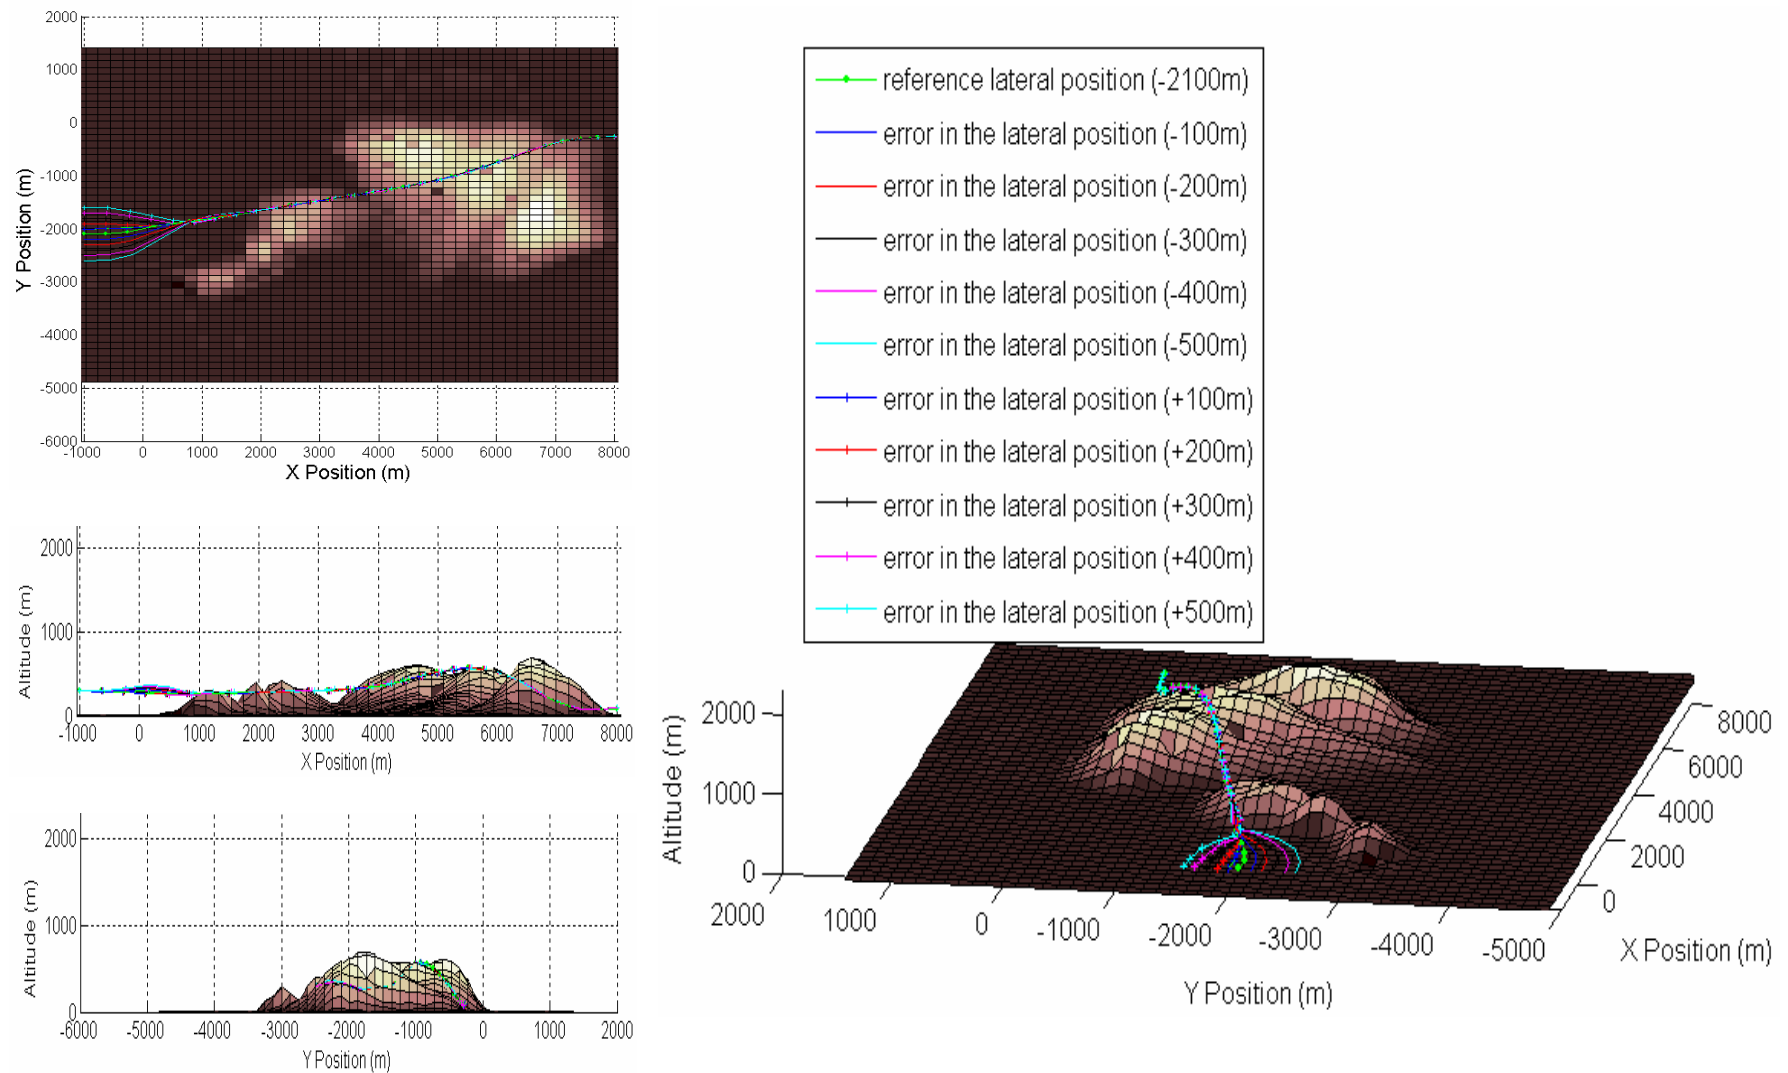 2000
1000
0
-1000
-2000
-3000
-4000
-5000
-6000
Y Position (m)
-1000 0 1000 2000 3000 4000 5000 6000 7000 8000
X Position (m)
2000
1000
0
Altitude (m)
-1000 0 1000 2000 3000 4000 5000 6000 7000 8000
X Position (m)
2000
1000
0
Altitude (m)
-6000 -5000 -4000 -3000 -2000 -1000 0 1000 2000
Y Position (m)
reference lateral position (-2100m)
error in the lateral position (-100m)
error in the lateral position (-200m)
error in the lateral position (-300m)
error in the lateral position (-400m)
error in the lateral position (-500m)
error in the lateral position (+100m)
error in the lateral position (+200m)
error in the lateral position (+300m)
error in the lateral position (+400m)
error in the lateral position (+500m)
2000
1000
0
Altitude (m)
2000 1000 0 -1000 -2000 -3000 -4000 -5000
Y Position (m)
8000
6000
4000
2000
0
X Position (m)